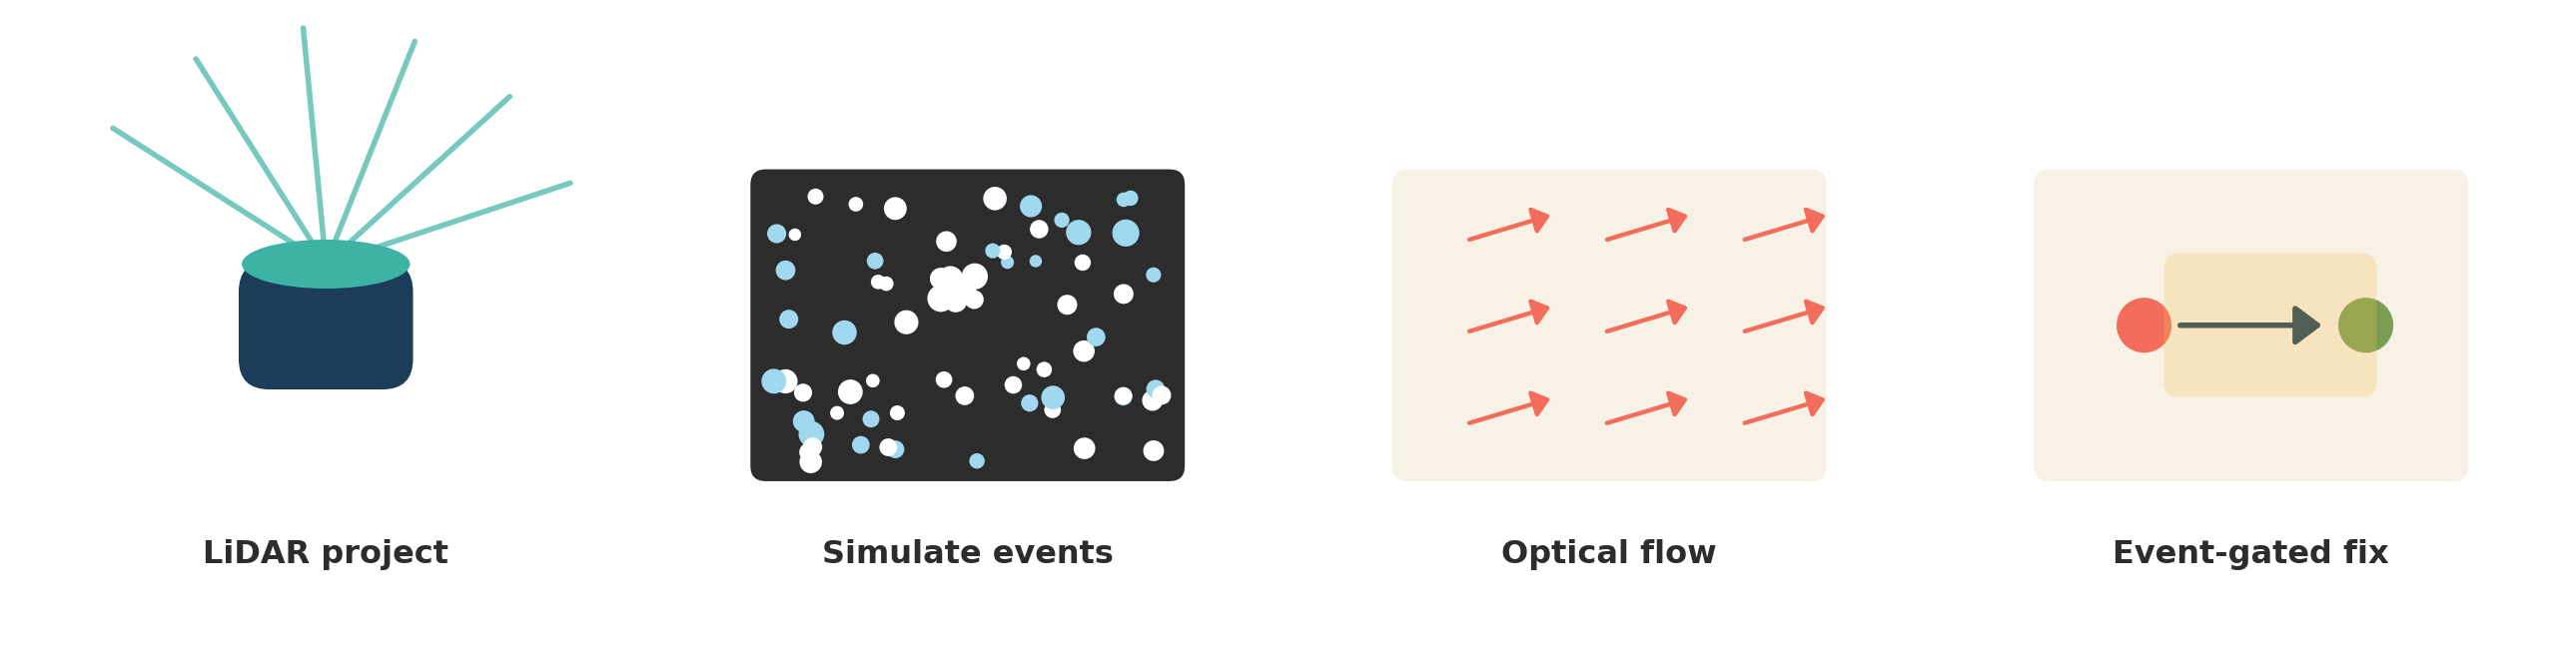 LiDAR project
Simulate events
Optical flow
Event-gated fix